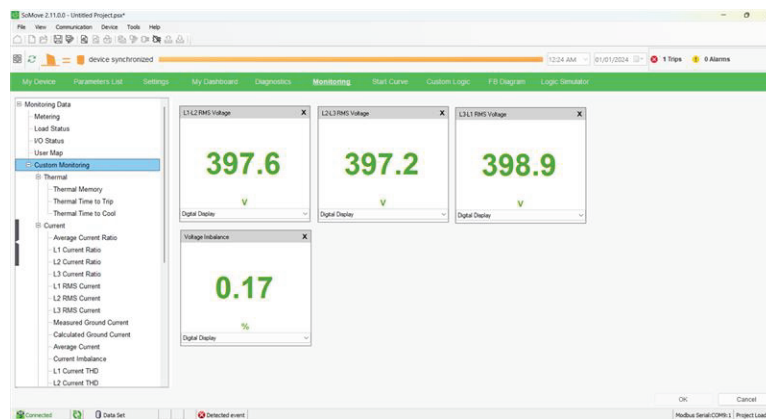 SoMove 2.11.0.0 - Untitled Project.psx*
File View Communication Device Tools Help
device synchronized
12:24 AM 01/01/2024 1 Trips 0 Alarms
My Device Parameters List Settings My Dashboard Diagnostics Monitoring Start Curve Custom Logic FB Diagram Logic Simulator
Monitoring Data
Metering
Load Status
I/O Status
User Map
Custom Monitoring
Thermal
Thermal Memory
Thermal Time to Trip
Thermal Time to Cool
Current
Average Current Ratio
L1 Current Ratio
L2 Current Ratio
L3 Current Ratio
L1 RMS Current
L2 RMS Current
L3 RMS Current
Measured Ground Current
Calculated Ground Current
Average Current
Current Imbalance
L1 Current THD
L2 Current THD
L1-L2 RMS Voltage X
397.6
V
Digital Display
L2-L3 RMS Voltage X
397.2
V
Digital Display
L3-L1 RMS Voltage X
398.9
V
Digital Display
Voltage Imbalance X
0.17
%
Digital Display
OK Cancel
Connected Data Set Detected event Modbus Serial:COM9:1 Project Load